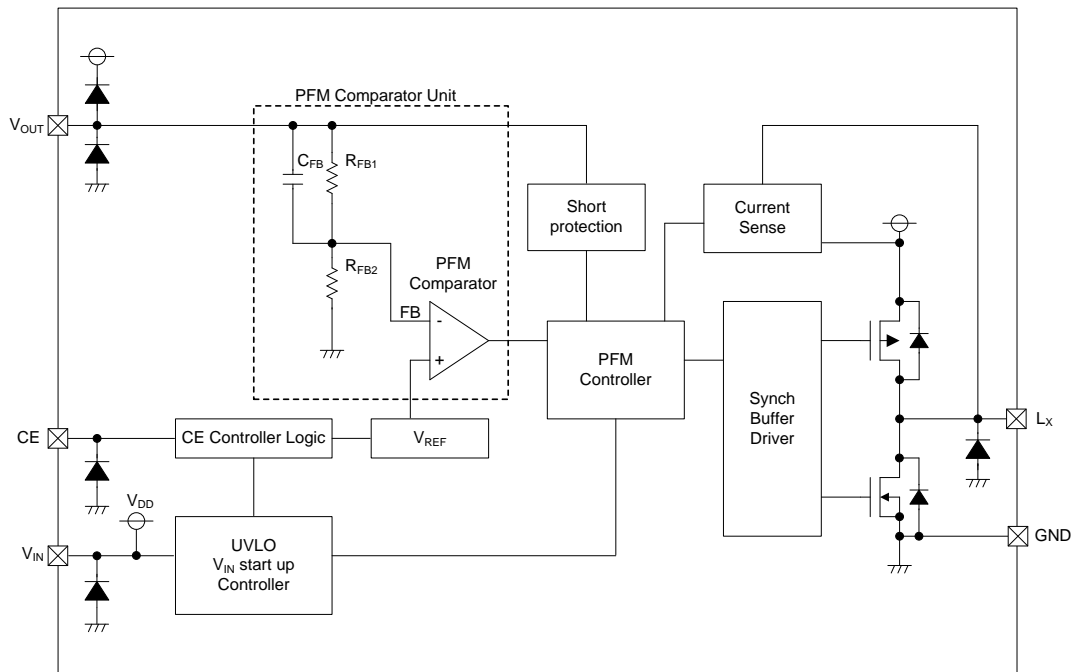 PFM Comparator Unit
VOUT
CFB
RFB1
RFB2
Short
protection
Current
Sense
PFM
Comparator
FB
-
+
PFM
Controller
Synch
Buffer
Driver
CE
CE Controller Logic
VREF
LX
VDD
VIN
UVLO
VIN start up
Controller
GND